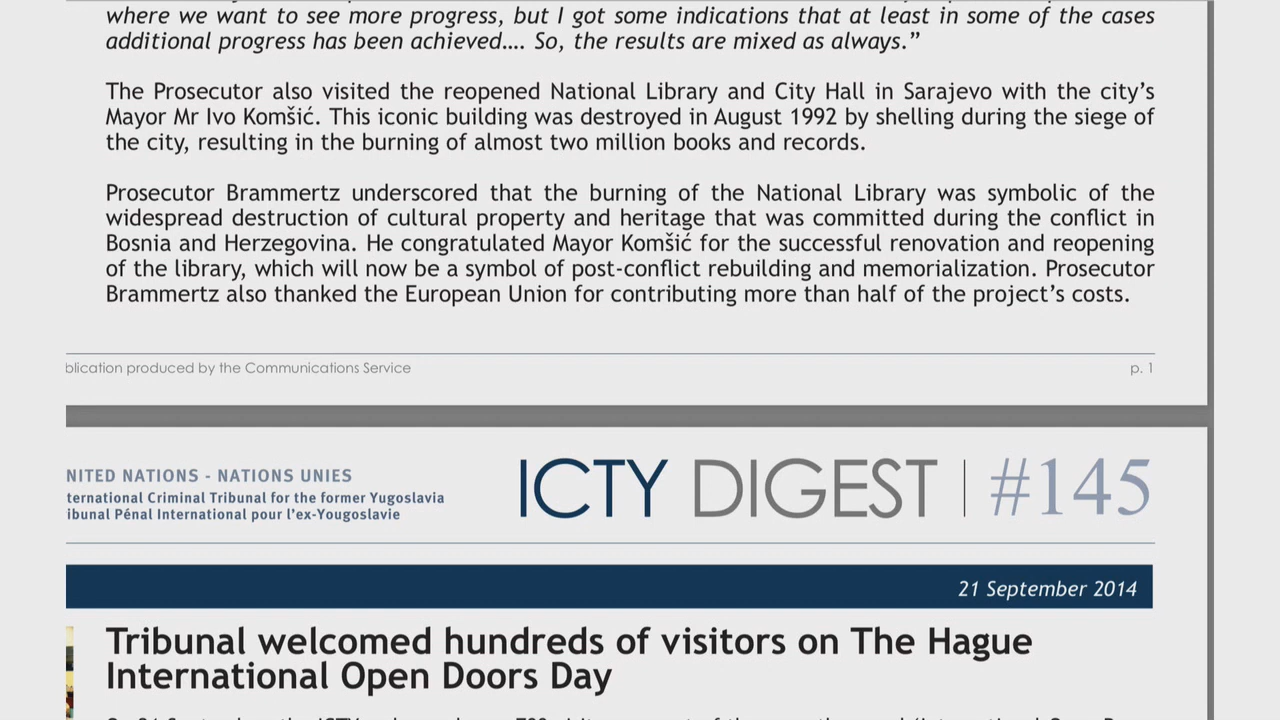 where we want to see more progress, but I got some indications that at least in some of the cases
additional progress has been achieved.... So, the results are mixed as always.”
The Prosecutor also visited the reopened National Library and City Hall in Sarajevo with the city’s
Mayor Mr Ivo Komšić. This iconic building was destroyed in August 1992 by shelling during the siege of
the city, resulting in the burning of almost two million books and records.
Prosecutor Brammertz underscored that the burning of the National Library was symbolic of the
widespread destruction of cultural property and heritage that was committed during the conflict in
Bosnia and Herzegovina. He congratulated Mayor Komšić for the successful renovation and reopening
of the library, which will now be a symbol of post-conflict rebuilding and memorialization. Prosecutor
Brammertz also thanked the European Union for contributing more than half of the project’s costs.
blication produced by the Communications Service p. 1
NITED NATIONS - NATIONS UNIES
ternational Criminal Tribunal for the former Yugoslavia
ibunal Pénal International pour l’ex-Yougoslavie
ICTY DIGEST | #145
21 September 2014
Tribunal welcomed hundreds of visitors on The Hague
International Open Doors Day